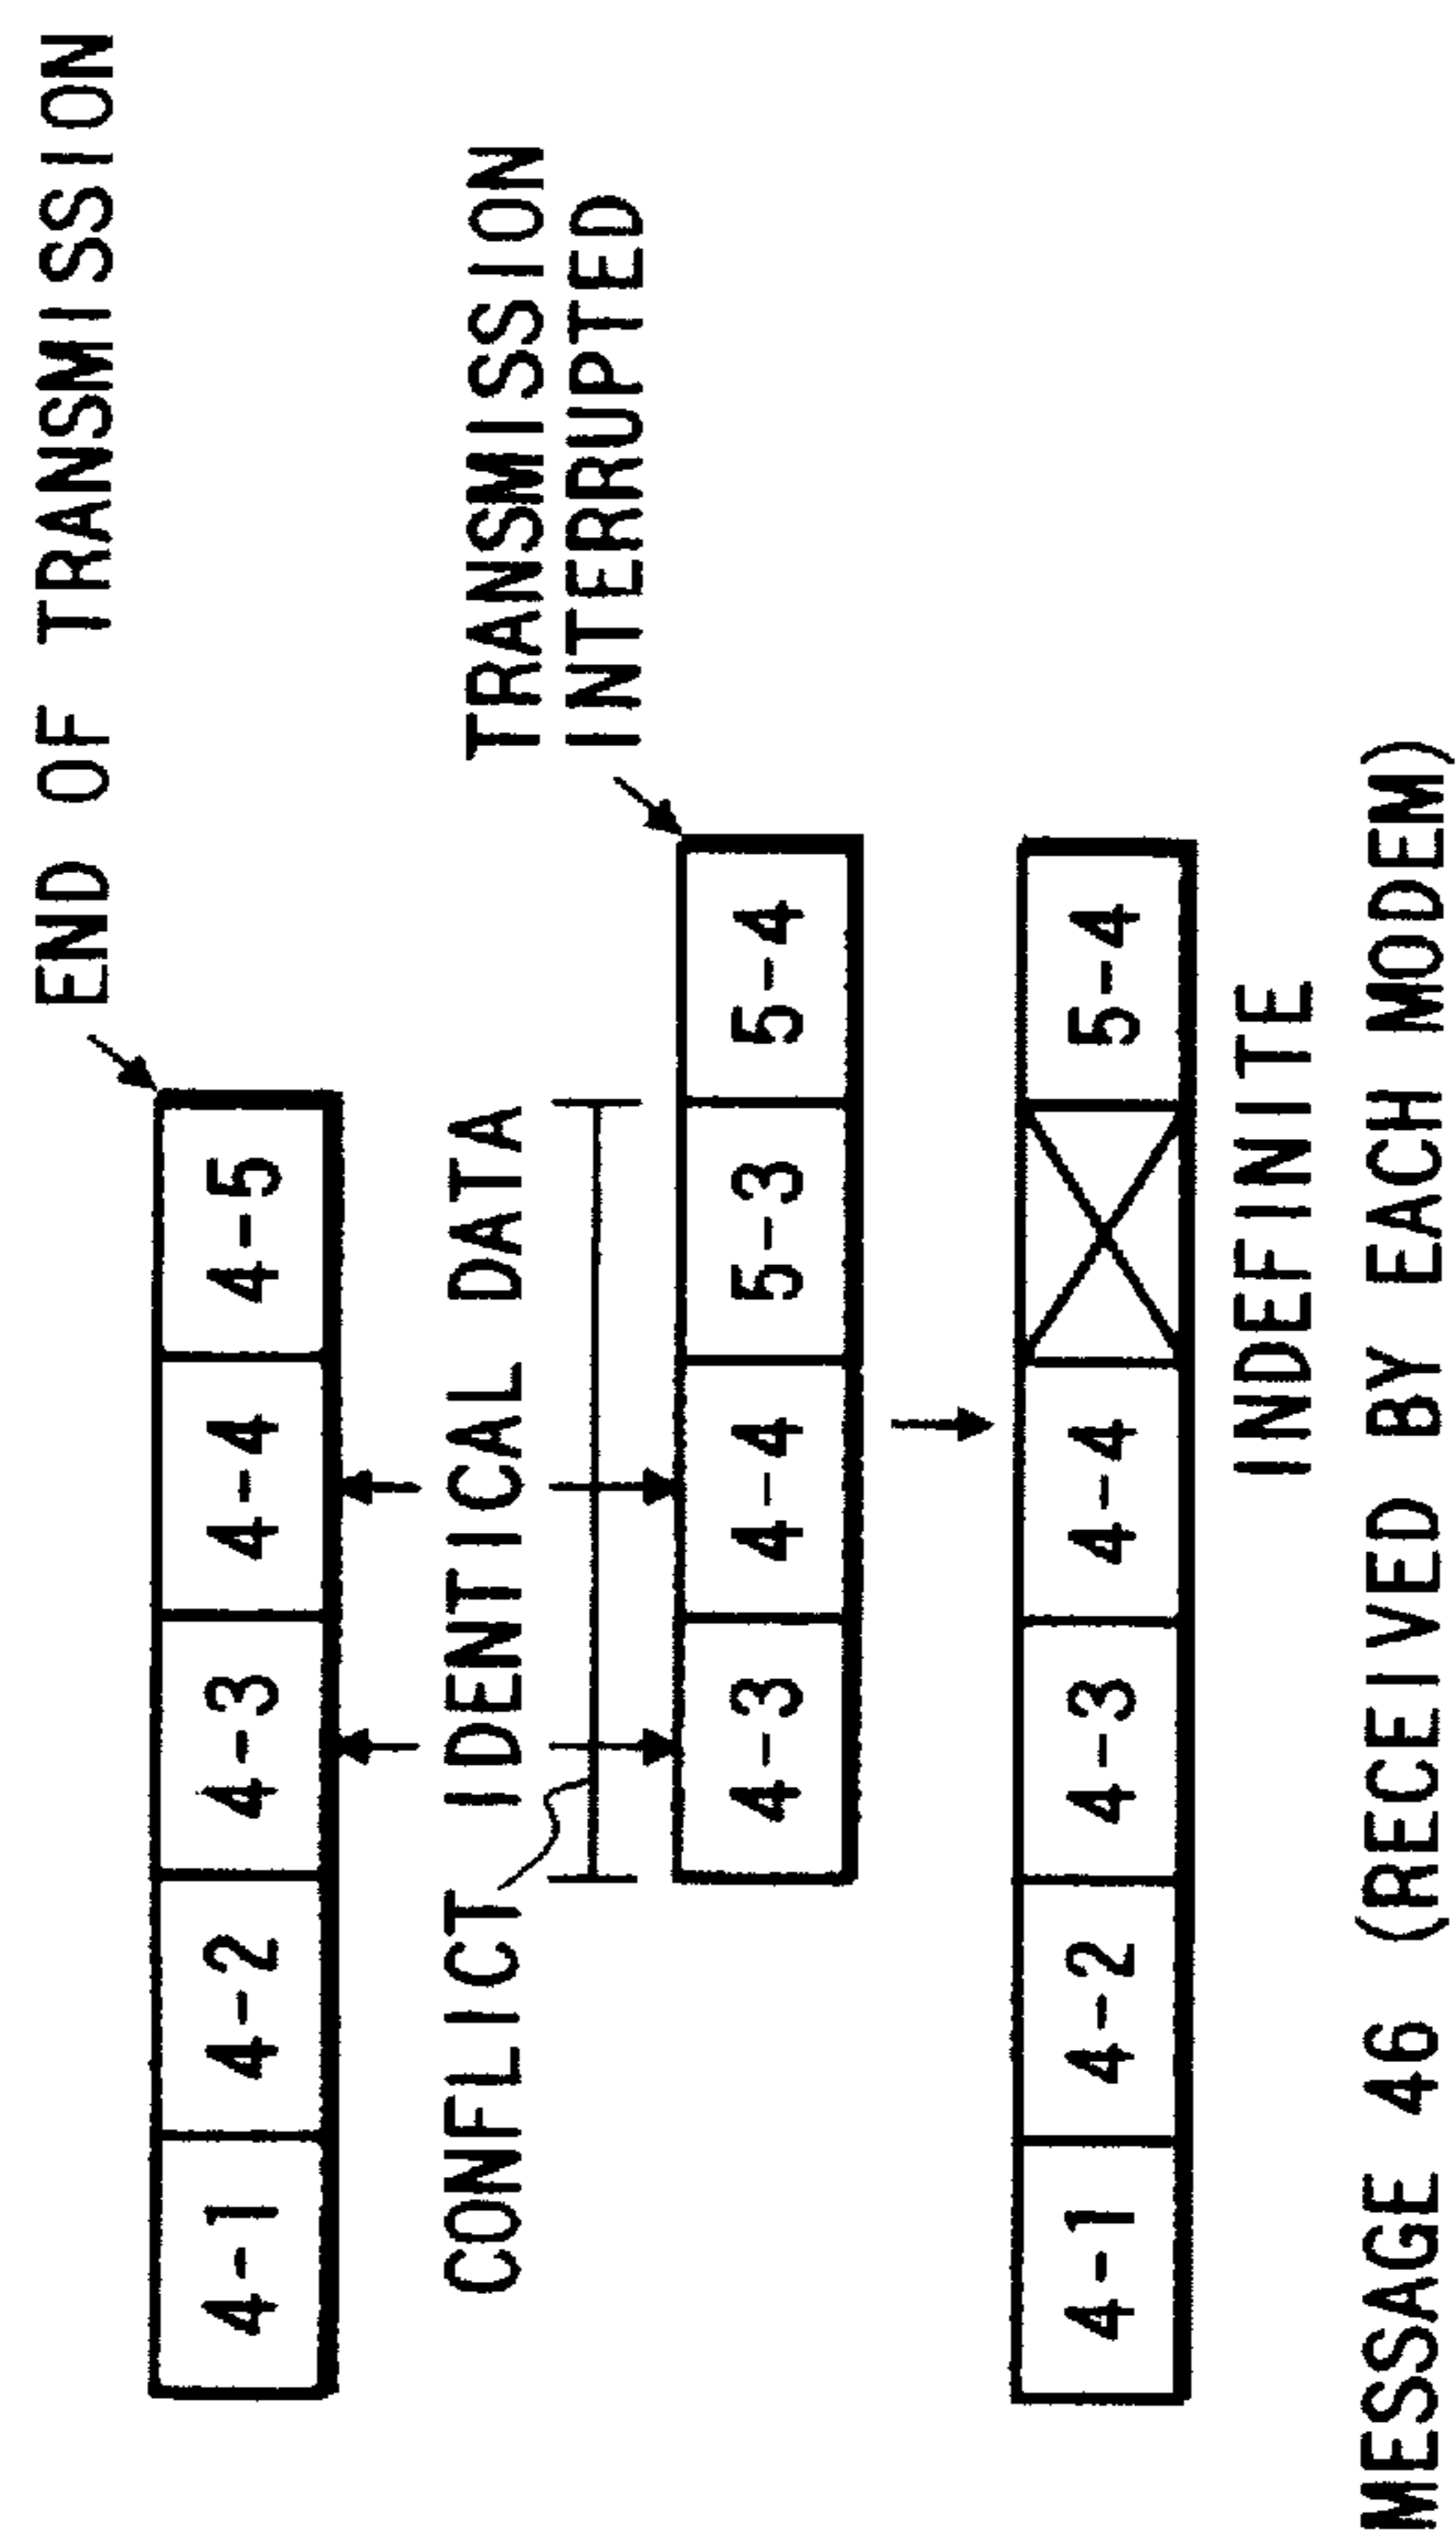 END OF TRANSMISSION
4-1 4-2 4-3 4-4 4-5
TRANSMISSION
INTERRUPTED
CONFLICT IDENTICAL DATA
4-3 4-4 5-3 5-4
4-1 4-2 4-3 4-4 5-4
INDEFINITE
MESSAGE 46 (RECEIVED BY EACH MODEM)